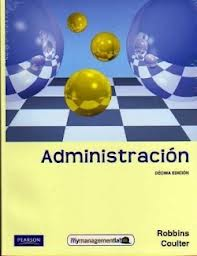 Administración
DÉCIMA EDICIÓN
PEARSON
mymanagementlab
Robbins
Coulter